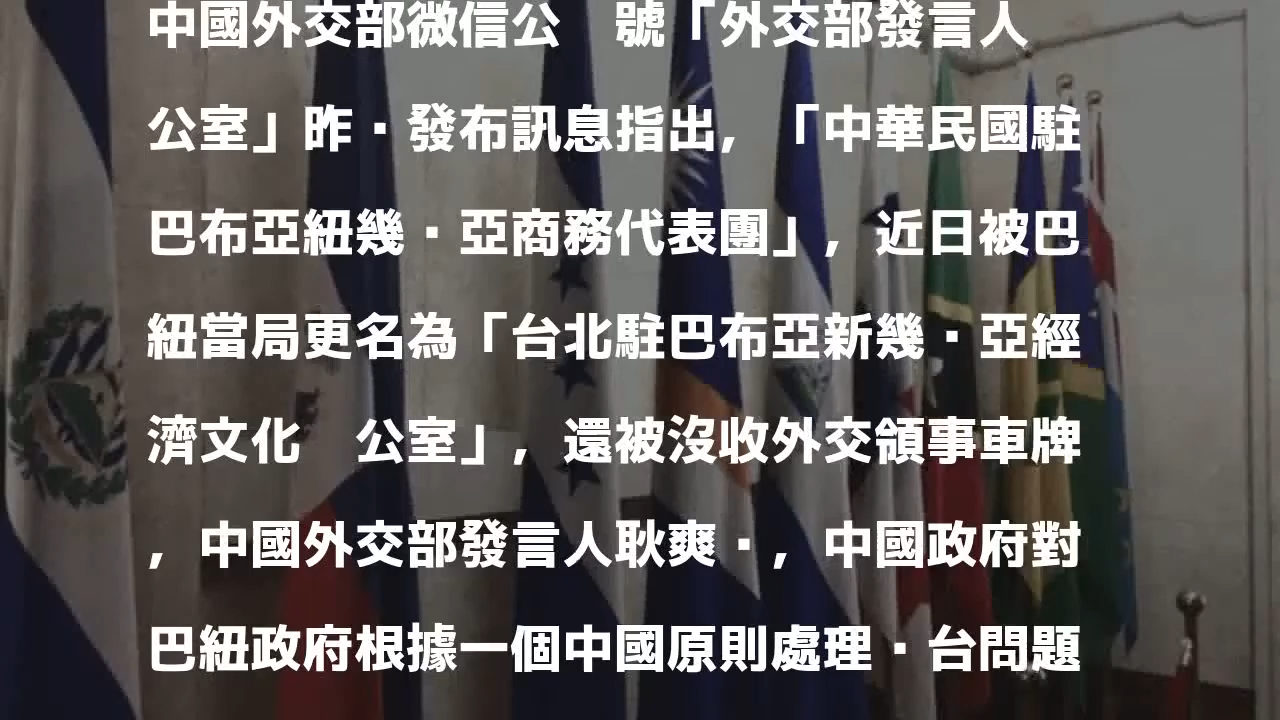 中國外交部微信公　號「外交部發言人
公室」昨·發布訊息指出，「中華民國駐
巴布亞紐幾·亞商務代表團」，近日被巴
紐當局更名為「台北駐巴布亞新幾·亞經
濟文化　公室」，還被沒收外交領事車牌
，中國外交部發言人耿爽·，中國政府對
巴紐政府根據一個中國原則處理·台問題